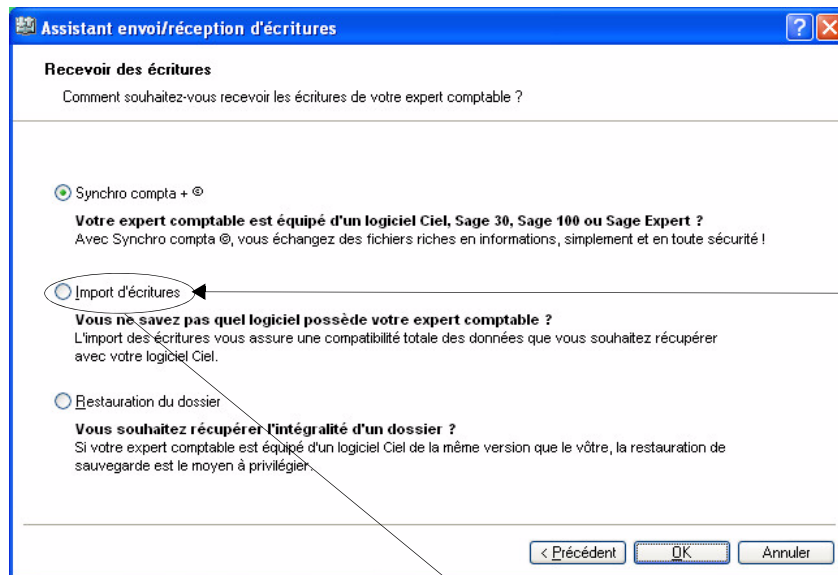 Assistant envoi/réception d'écritures
Recevoir des écritures
Comment souhaitez-vous recevoir les écritures de votre expert comptable ?
Synchro compta + ©
Votre expert comptable est équipé d'un logiciel Ciel, Sage 30, Sage 100 ou Sage Expert ?
Avec Synchro compta ©, vous échangez des fichiers riches en informations, simplement et en toute sécurité !
Import d'écritures
Vous ne savez pas quel logiciel possède votre expert comptable ?
L'import des écritures vous assure une compatibilité totale des données que vous souhaitez récupérer
avec votre logiciel Ciel.
Restauration du dossier
Vous souhaitez récupérer l'intégralité d'un dossier ?
Si votre expert comptable est équipé d'un logiciel Ciel de la même version que le vôtre, la restauration de
sauvegarde est le moyen à privilégier.
< Précédent OK Annuler